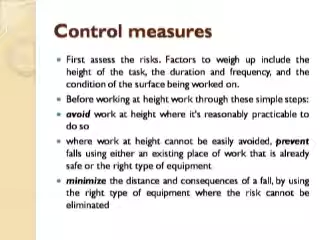 Control measures
First assess the risks. Factors to weigh up include the
height of the task, the duration and frequency, and the
condition of the surface being worked on.
Before working at height work through these simple steps:
avoid work at height where it's reasonably practicable to
do so
where work at height cannot be easily avoided, prevent
falls using either an existing place of work that is already
safe or the right type of equipment
minimize the distance and consequences of a fall, by using
the right type of equipment where the risk cannot be
eliminated